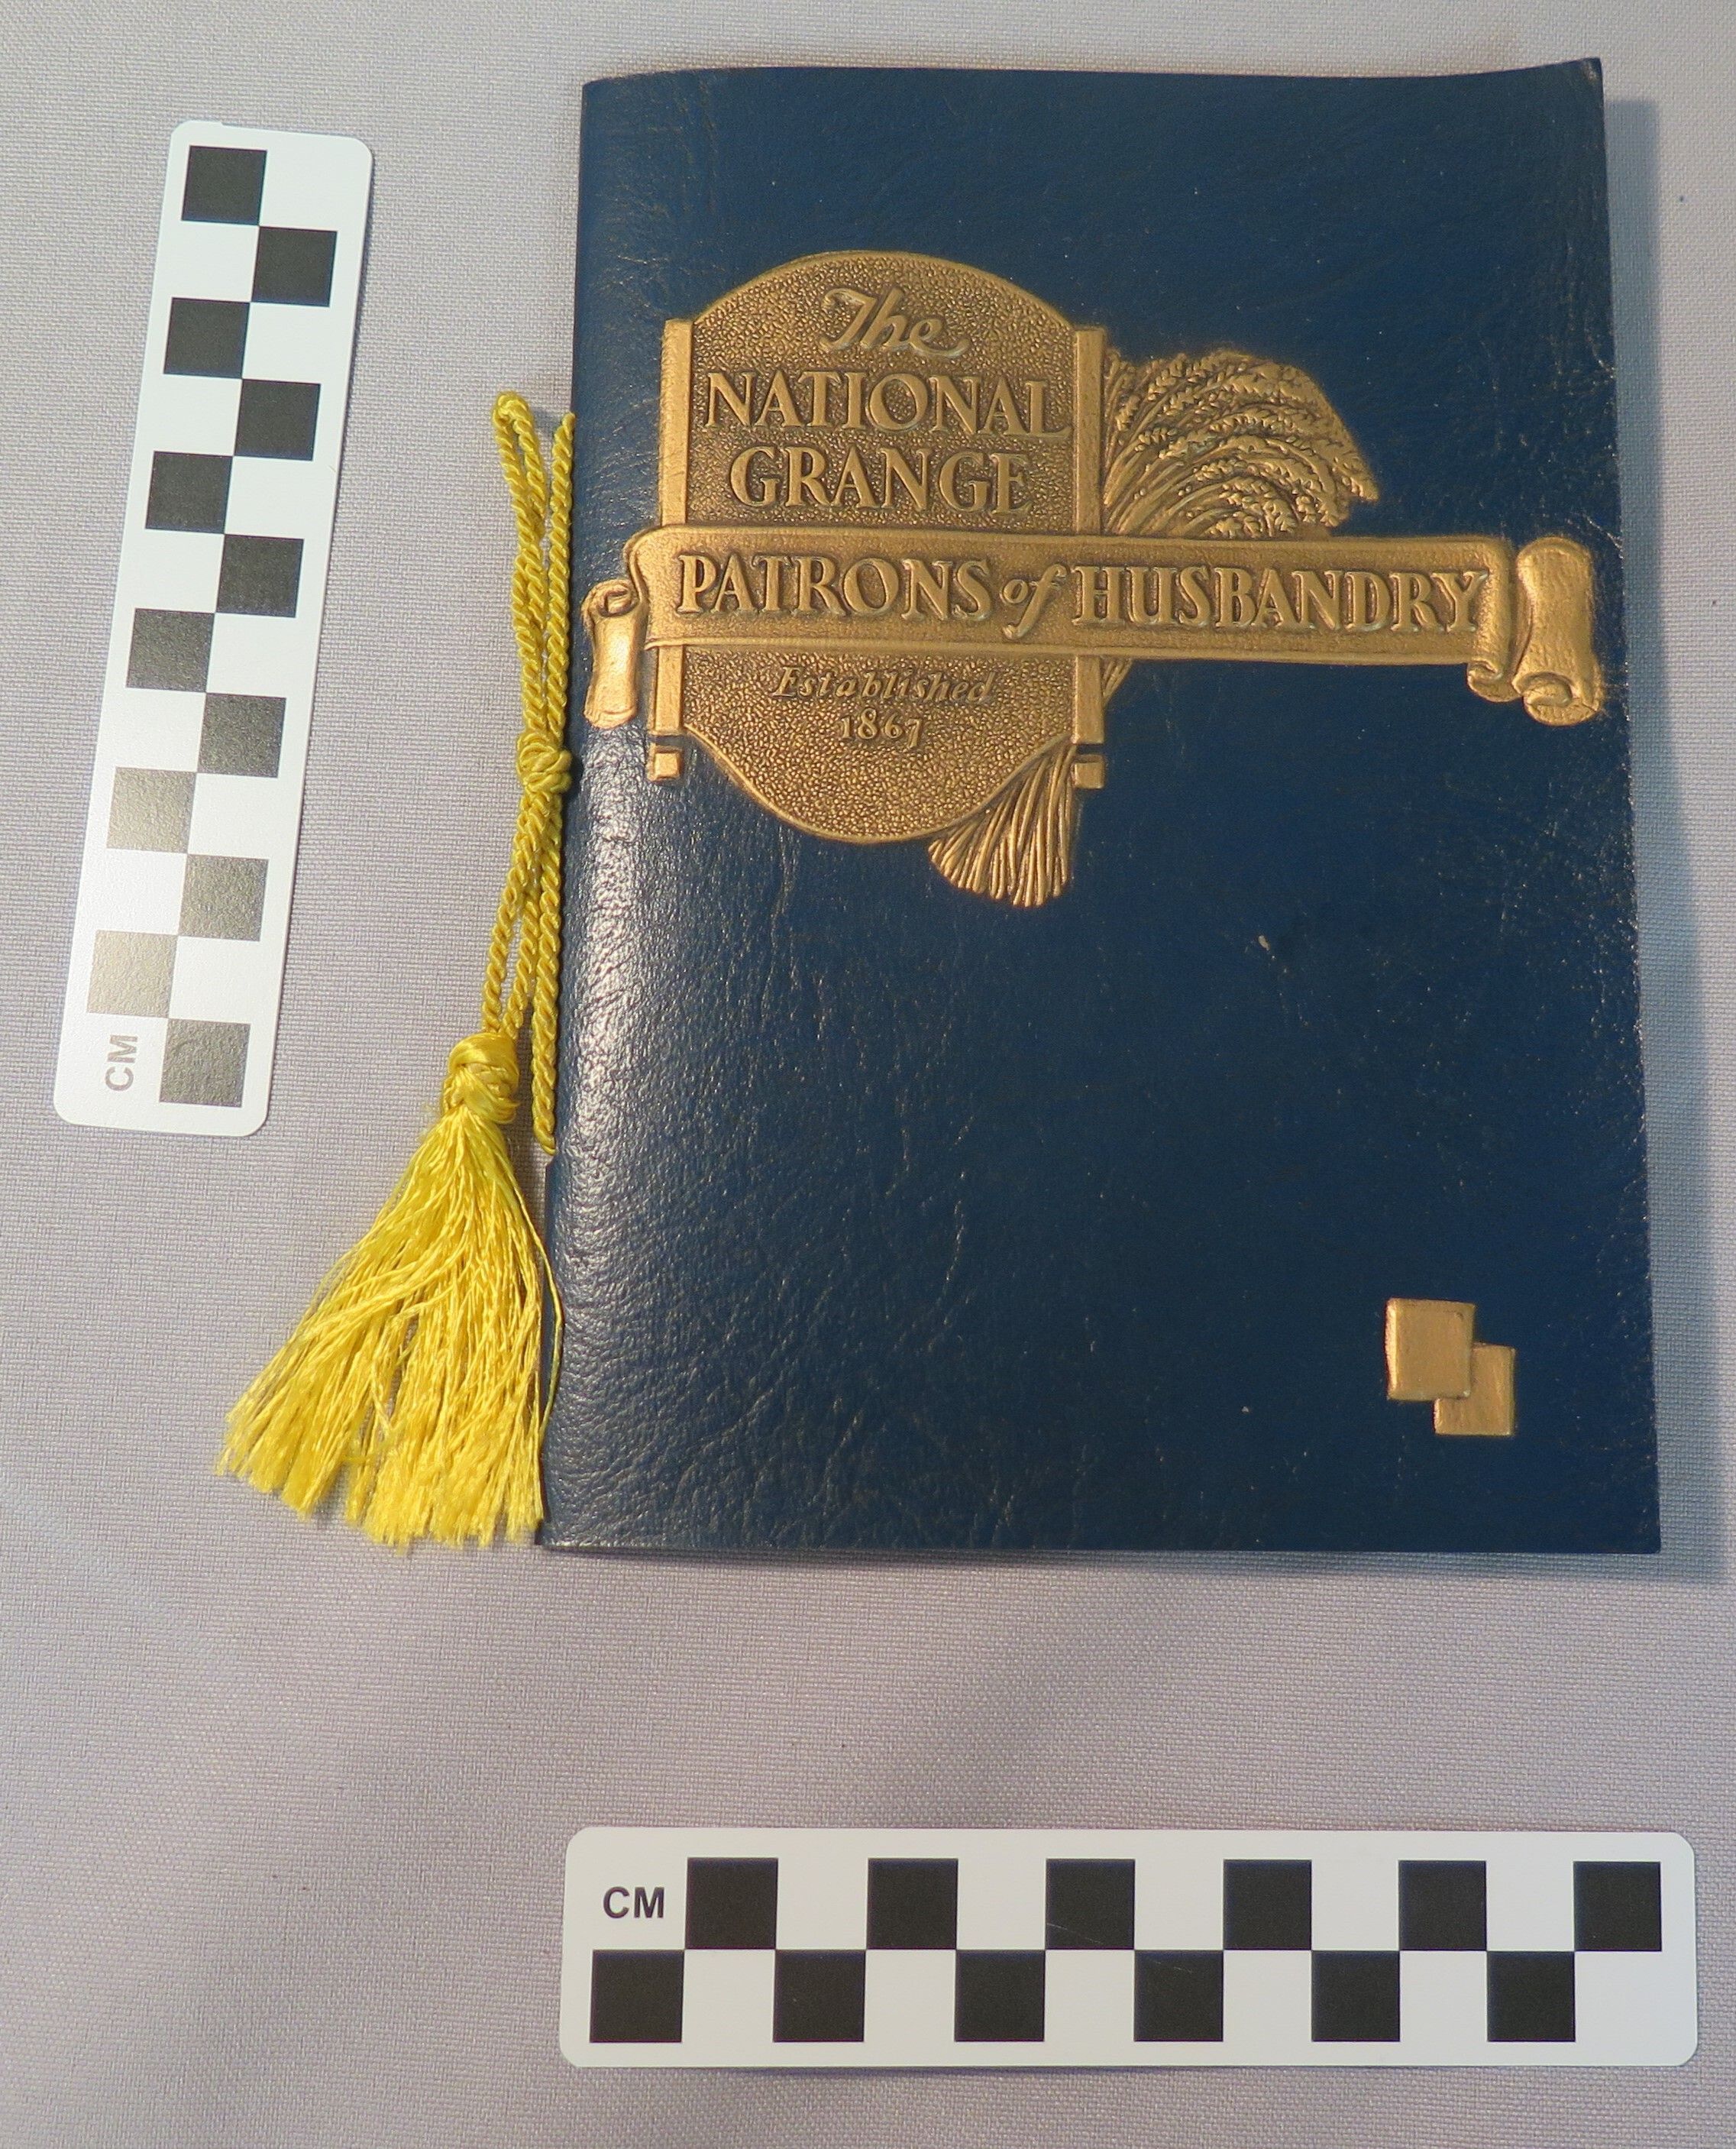 The
NATIONAL
GRANGE
PATRONS of HUSBANDRY
Established
1867
CM
CM